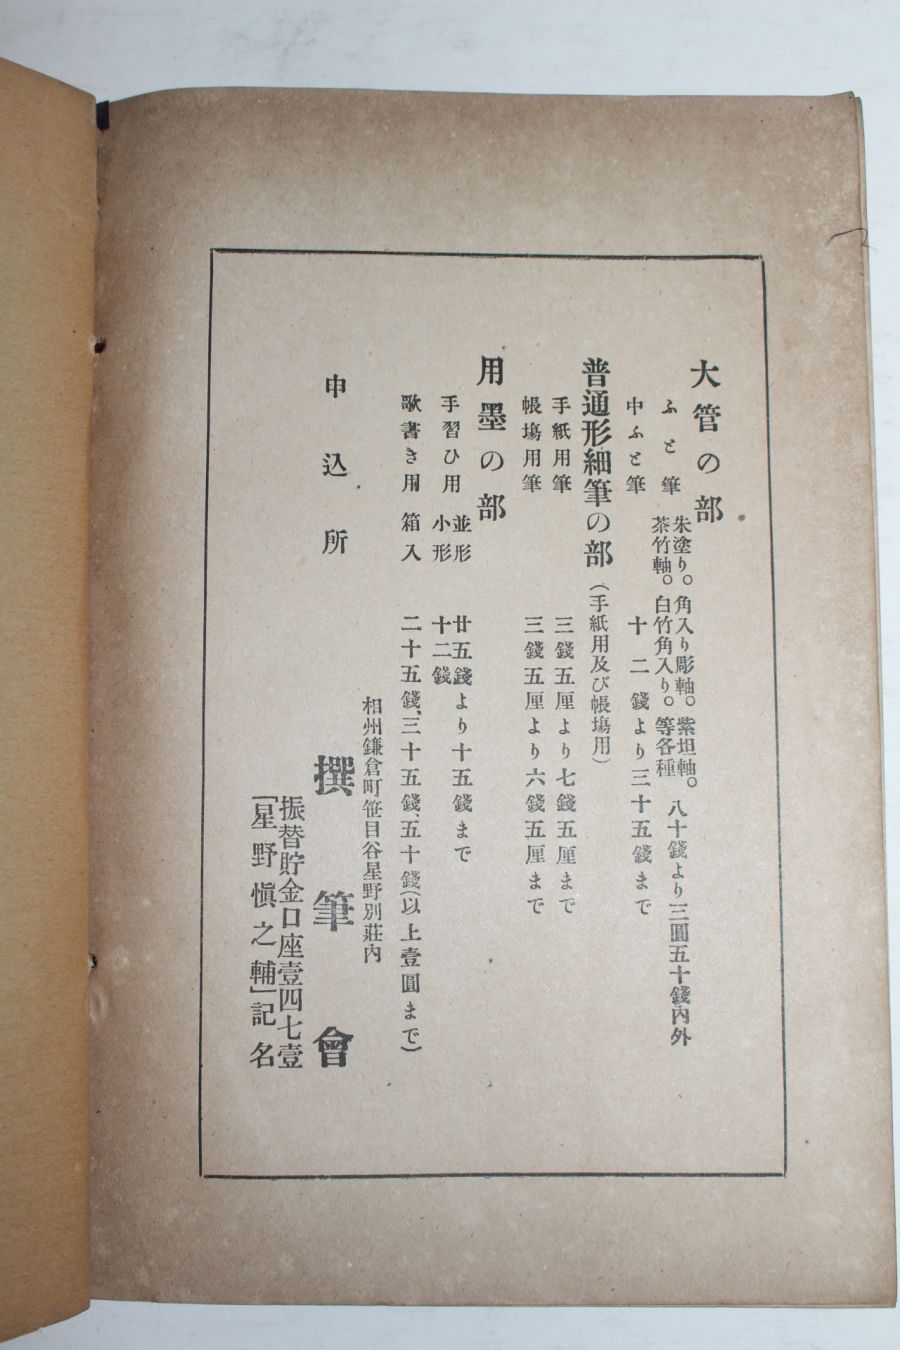 大管の部
ふと筆 朱塗り。角入り彫軸。紫坦軸。
茶竹軸。白竹角入り。等各種 八十錢より三圓五十錢内外
中ふと筆 十二錢より三十五錢まで
普通形細筆の部（手紙用及び帳塲用）
手紙用筆 三錢五厘より七錢五厘まで
帳塲用筆 三錢五厘より六錢五厘まで
用墨の部
手習ひ用 並形 廿五錢より十五錢まで
小形 十二錢
歌書き用 箱入 二十五錢、三十五錢、五十錢（以上壹圓まで）
相州鎌倉町笹目谷星野別莊内
申込所 撰筆會
振替貯金口座壹四七壹
「星野愼之輔」記名